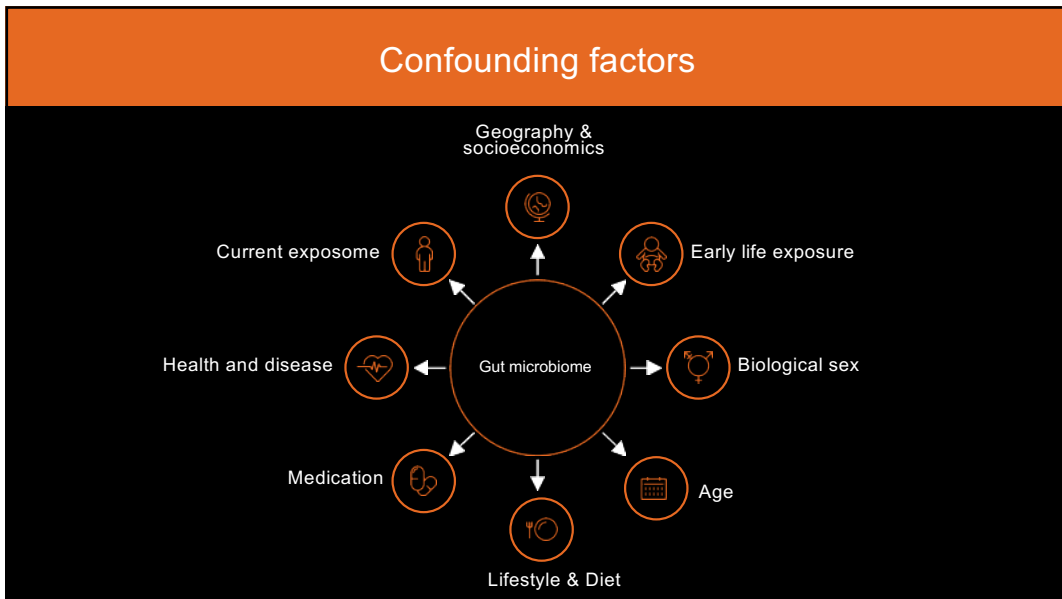 Confounding factors
Geography &
socioeconomics
Current exposome
Early life exposure
Health and disease
Gut microbiome
Biological sex
Medication
Age
Lifestyle & Diet